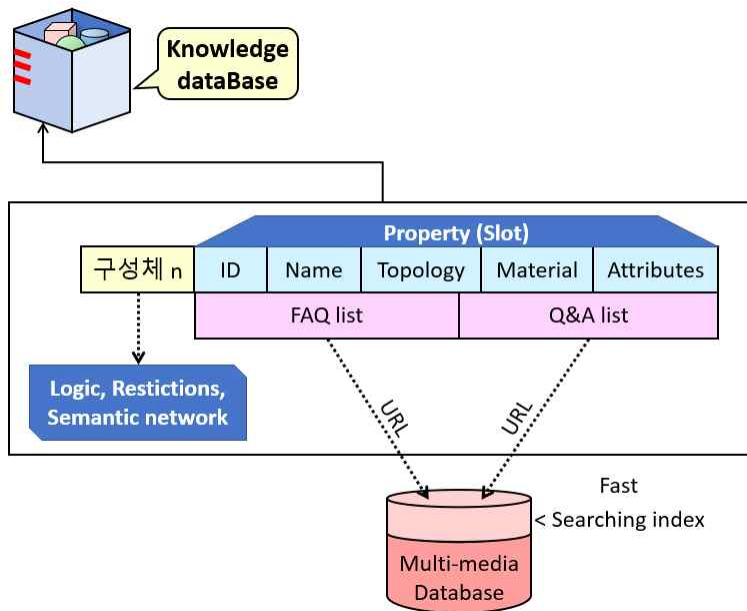 Knowledge
dataBase
Property (Slot)
구성체 n
ID
Name
Topology
Material
Attributes
FAQ list
Q&A list
Logic, Restictions,
Semantic network
URL
URL
Fast
< Searching index
Multi-media
Database